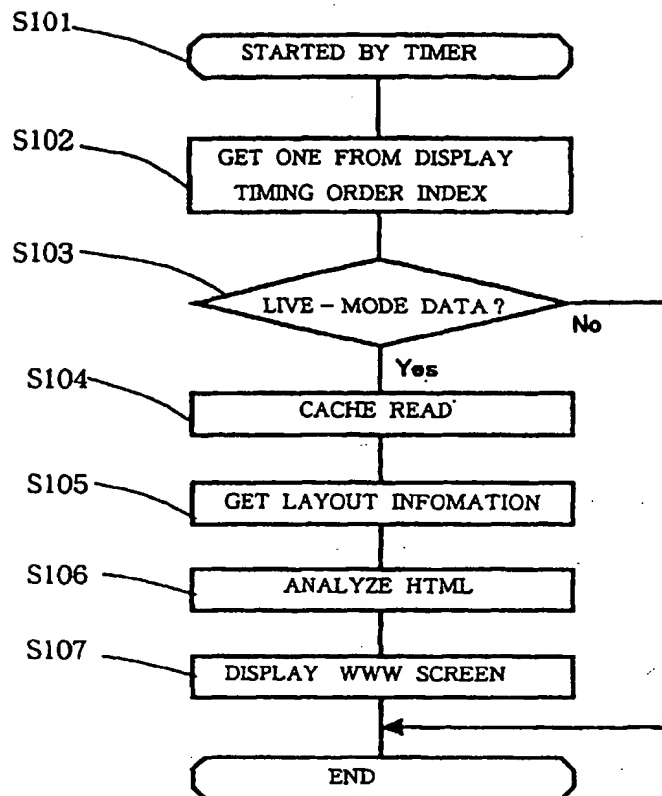 S101
STARTED BY TIMER
S102
GET ONE FROM DISPLAY
TIMING ORDER INDEX
S103
LIVE - MODE DATA ?
No
Yes
S104
CACHE READ
S105
GET LAYOUT INFOMATION
S106
ANALYZE HTML
S107
DISPLAY WWW SCREEN
END